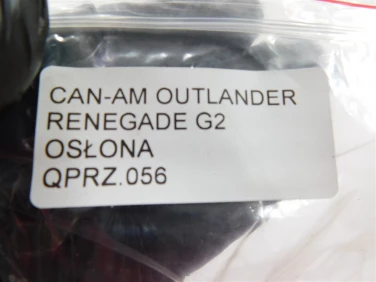 CAN-AM OUTLANDER
RENEGADE G2
OSŁONA
QPRZ.056